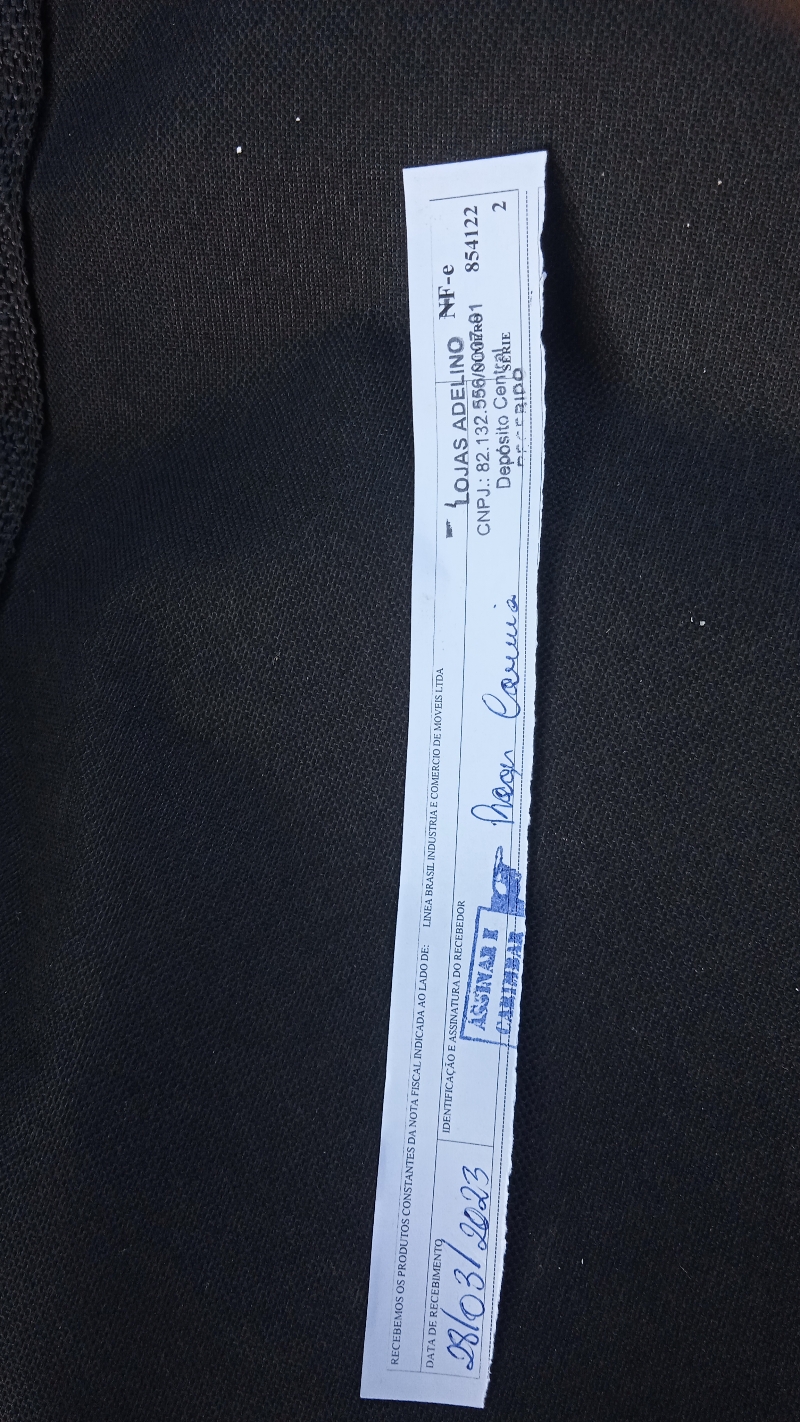 RECEBEMOS OS PRODUTOS CONSTANTES DA NOTA FISCAL INDICADA AO LADO DE: LINEA BRASIL INDUSTRIA E COMERCIO DE MOVEIS LTDA
DATA DE RECEBIMENTO
28/03/2023
IDENTIFICAÇÃO E ASSINATURA DO RECEBEDOR
ASSINAR E
CARIMBAR
LOJAS ADELINO
CNPJ.: 82.132.556/0007-91
Depósito Central
NF-e
854122
SÉRIE 2